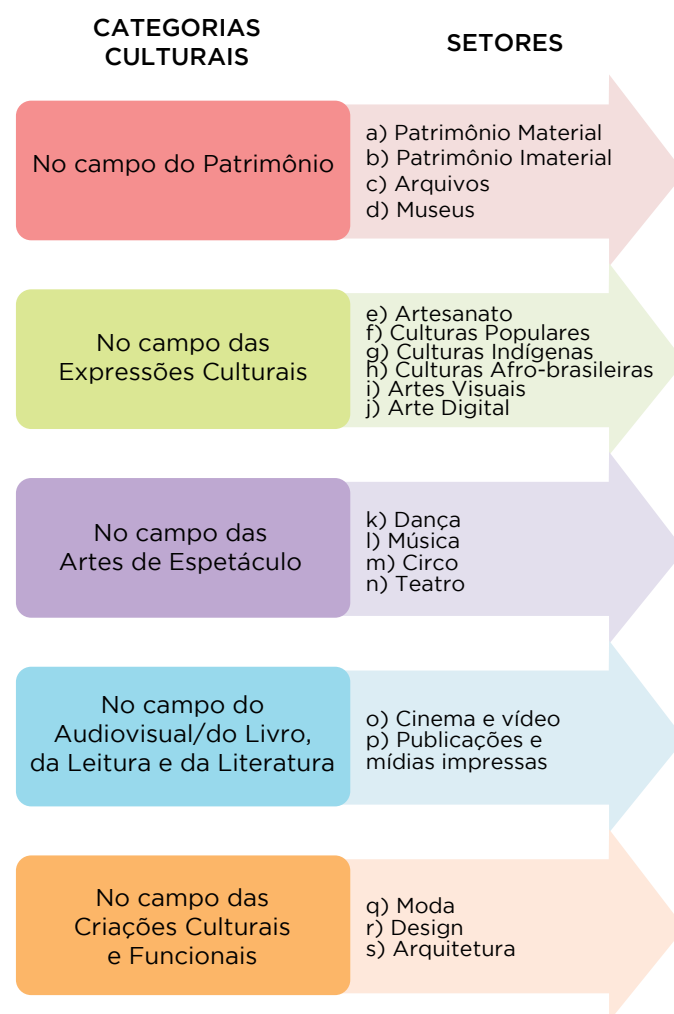 CATEGORIAS
CULTURAIS
SETORES
No campo do Patrimônio
a) Patrimônio Material
b) Patrimônio Imaterial
c) Arquivos
d) Museus
No campo das
Expressões Culturais
e) Artesanato
f) Culturas Populares
g) Culturas Indígenas
h) Culturas Afro-brasileiras
i) Artes Visuais
j) Arte Digital
No campo das
Artes de Espetáculo
k) Dança
l) Música
m) Circo
n) Teatro
No campo do
Audiovisual/do Livro,
da Leitura e da Literatura
o) Cinema e vídeo
p) Publicações e
mídias impressas
No campo das
Criações Culturais
e Funcionais
q) Moda
r) Design
s) Arquitetura